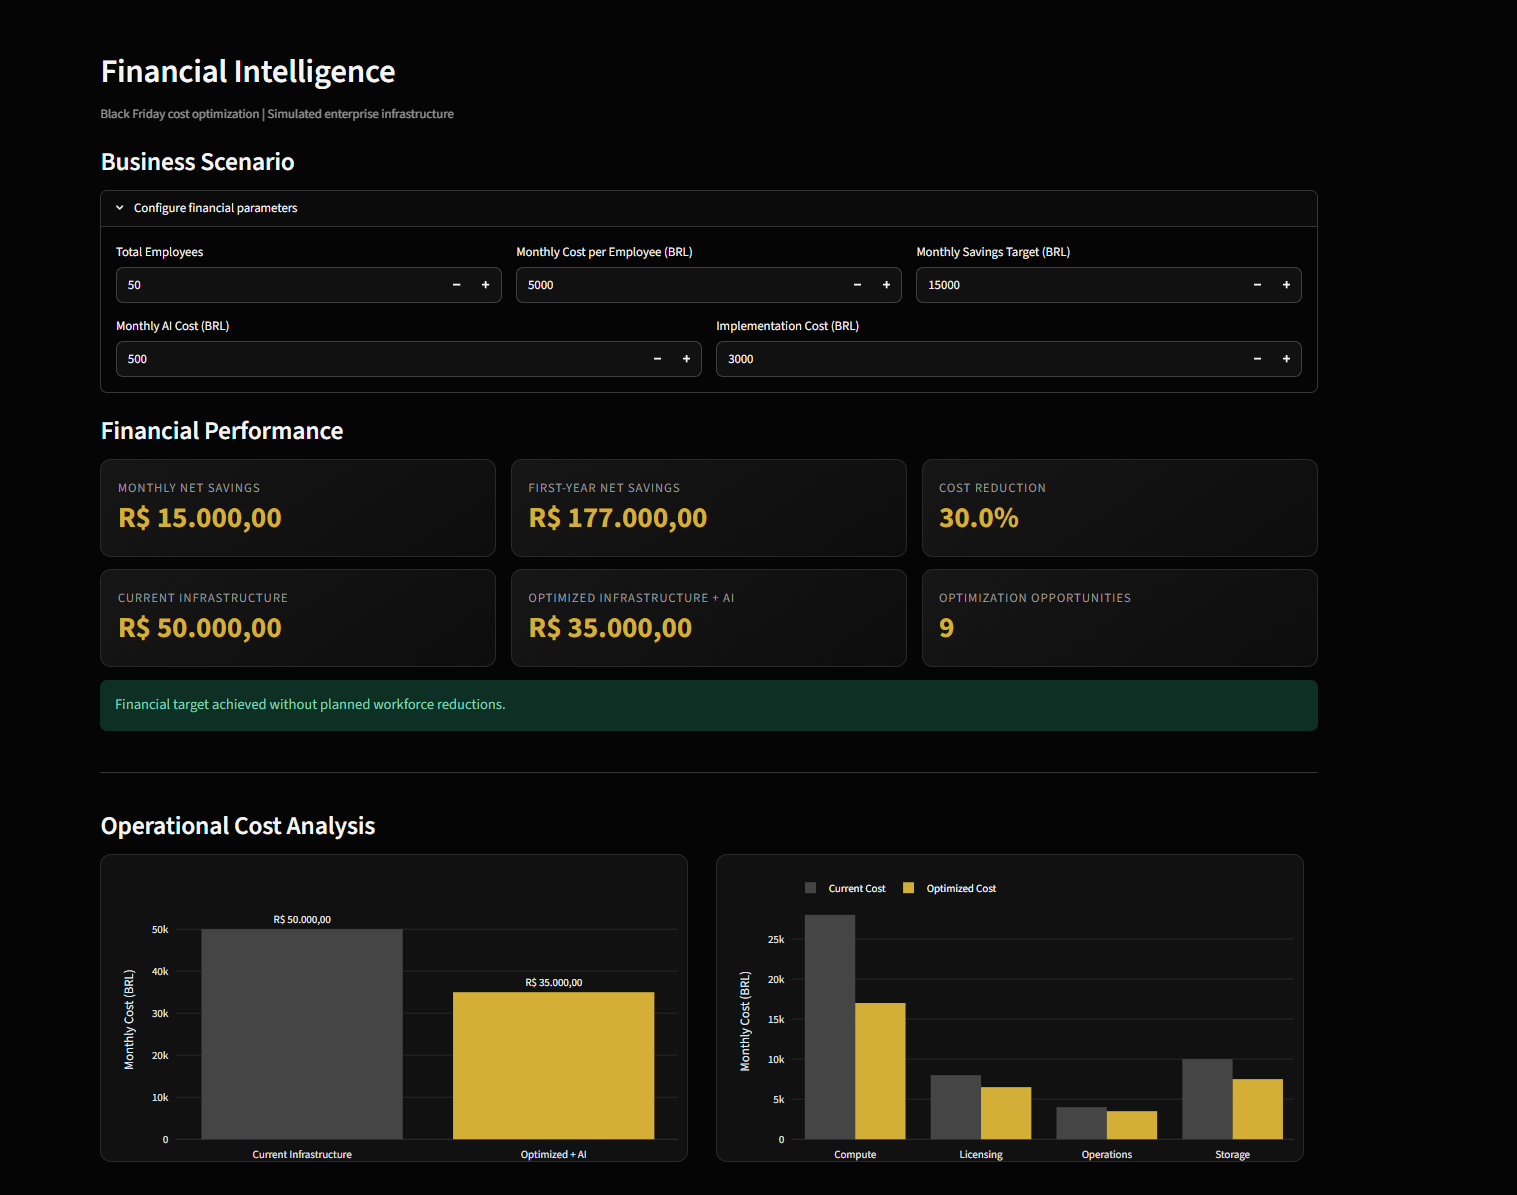 Financial Intelligence
Black Friday cost optimization | Simulated enterprise infrastructure
Business Scenario
Configure financial parameters
Total Employees
Monthly Cost per Employee (BRL)
Monthly Savings Target (BRL)
50
5000
15000
Monthly AI Cost (BRL)
Implementation Cost (BRL)
500
3000
Financial Performance
MONTHLY NET SAVINGS
R$ 15.000,00
FIRST-YEAR NET SAVINGS
R$ 177.000,00
COST REDUCTION
30.0%
CURRENT INFRASTRUCTURE
R$ 50.000,00
OPTIMIZED INFRASTRUCTURE + AI
R$ 35.000,00
OPTIMIZATION OPPORTUNITIES
9
Financial target achieved without planned workforce reductions.
Operational Cost Analysis
R$ 50.000,00
R$ 35.000,00
50k
40k
30k
20k
10k
0
Monthly Cost (BRL)
Current Infrastructure
Optimized + AI
Current Cost
Optimized Cost
25k
20k
15k
10k
5k
0
Monthly Cost (BRL)
Compute
Licensing
Operations
Storage